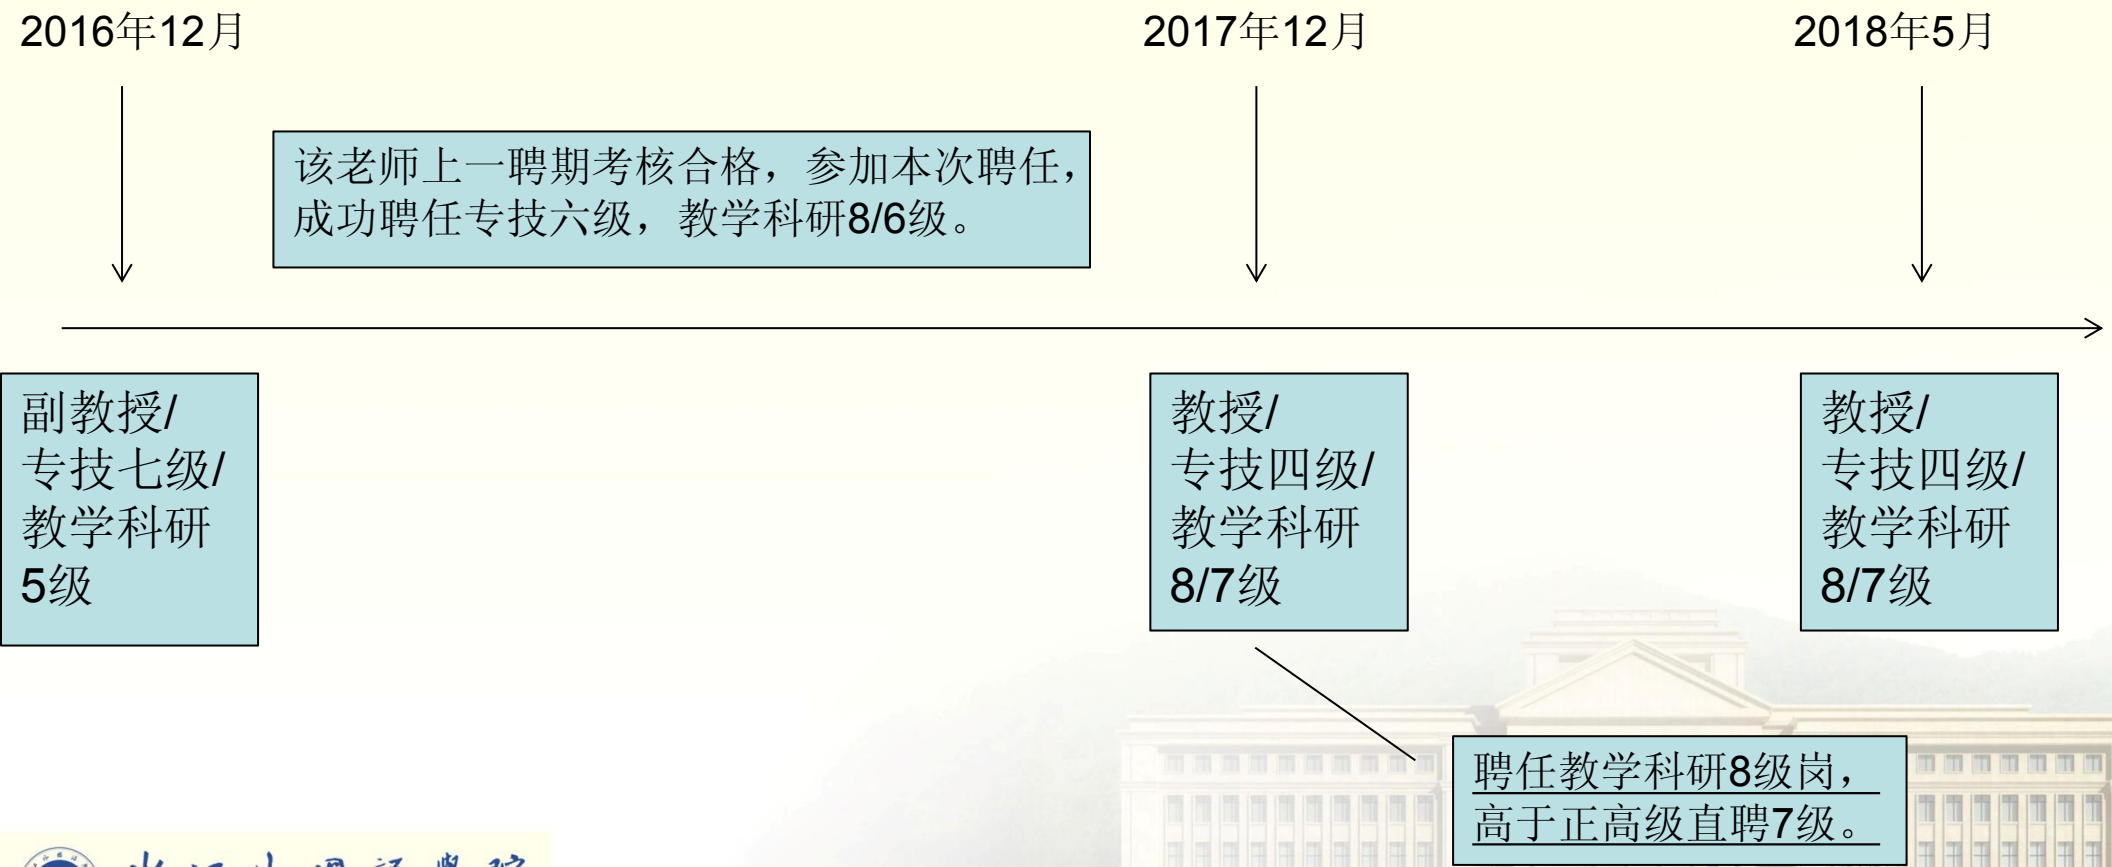 2016年12月
2017年12月
2018年5月
该老师上一聘期考核合格，参加本次聘任，
成功聘任专技六级，教学科研8/6级。
副教授/
专技七级/
教学科研
5级
教授/
专技四级/
教学科研
8/7级
教授/
专技四级/
教学科研
8/7级
聘任教学科研8级岗，
高于正高级直聘7级。